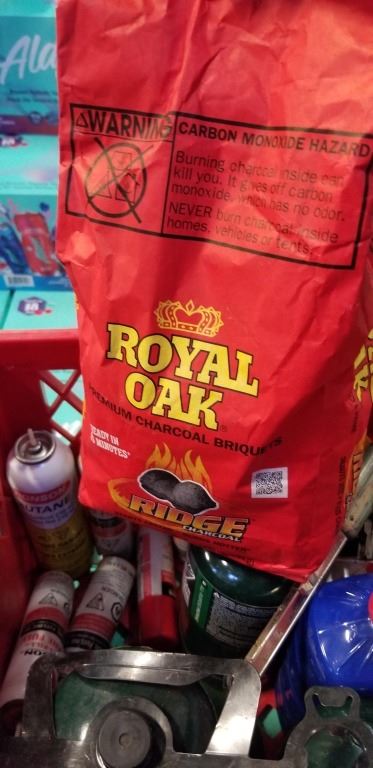 Ala
WARNING
CARBON MONOXIDE HAZARD
Burning charcoal inside can
kill you. It gives off carbon
monoxide, which has no odor.
NEVER burn charcoal inside
homes, vehicles or tents.
ROYAL
OAK
PREMIUM CHARCOAL BRIQUETS
READY IN
MINUTES*
RIDGE
CHARCOAL
RONSON
BUTANE